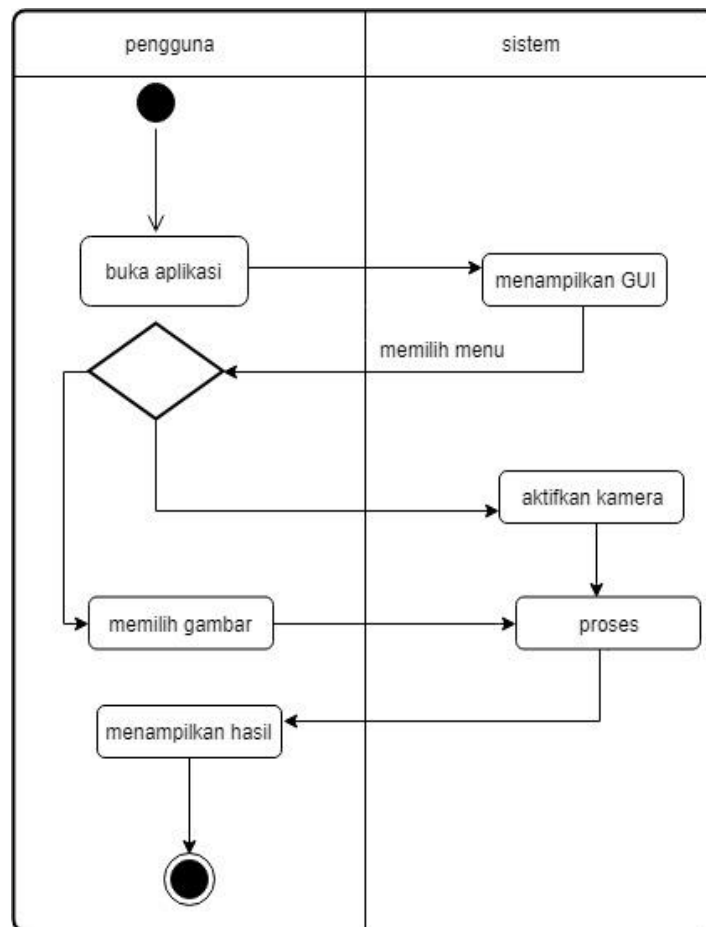 pengguna
sistem
buka aplikasi
menampilkan GUI
memilih menu
aktifkan kamera
memilih gambar
proses
menampilkan hasil